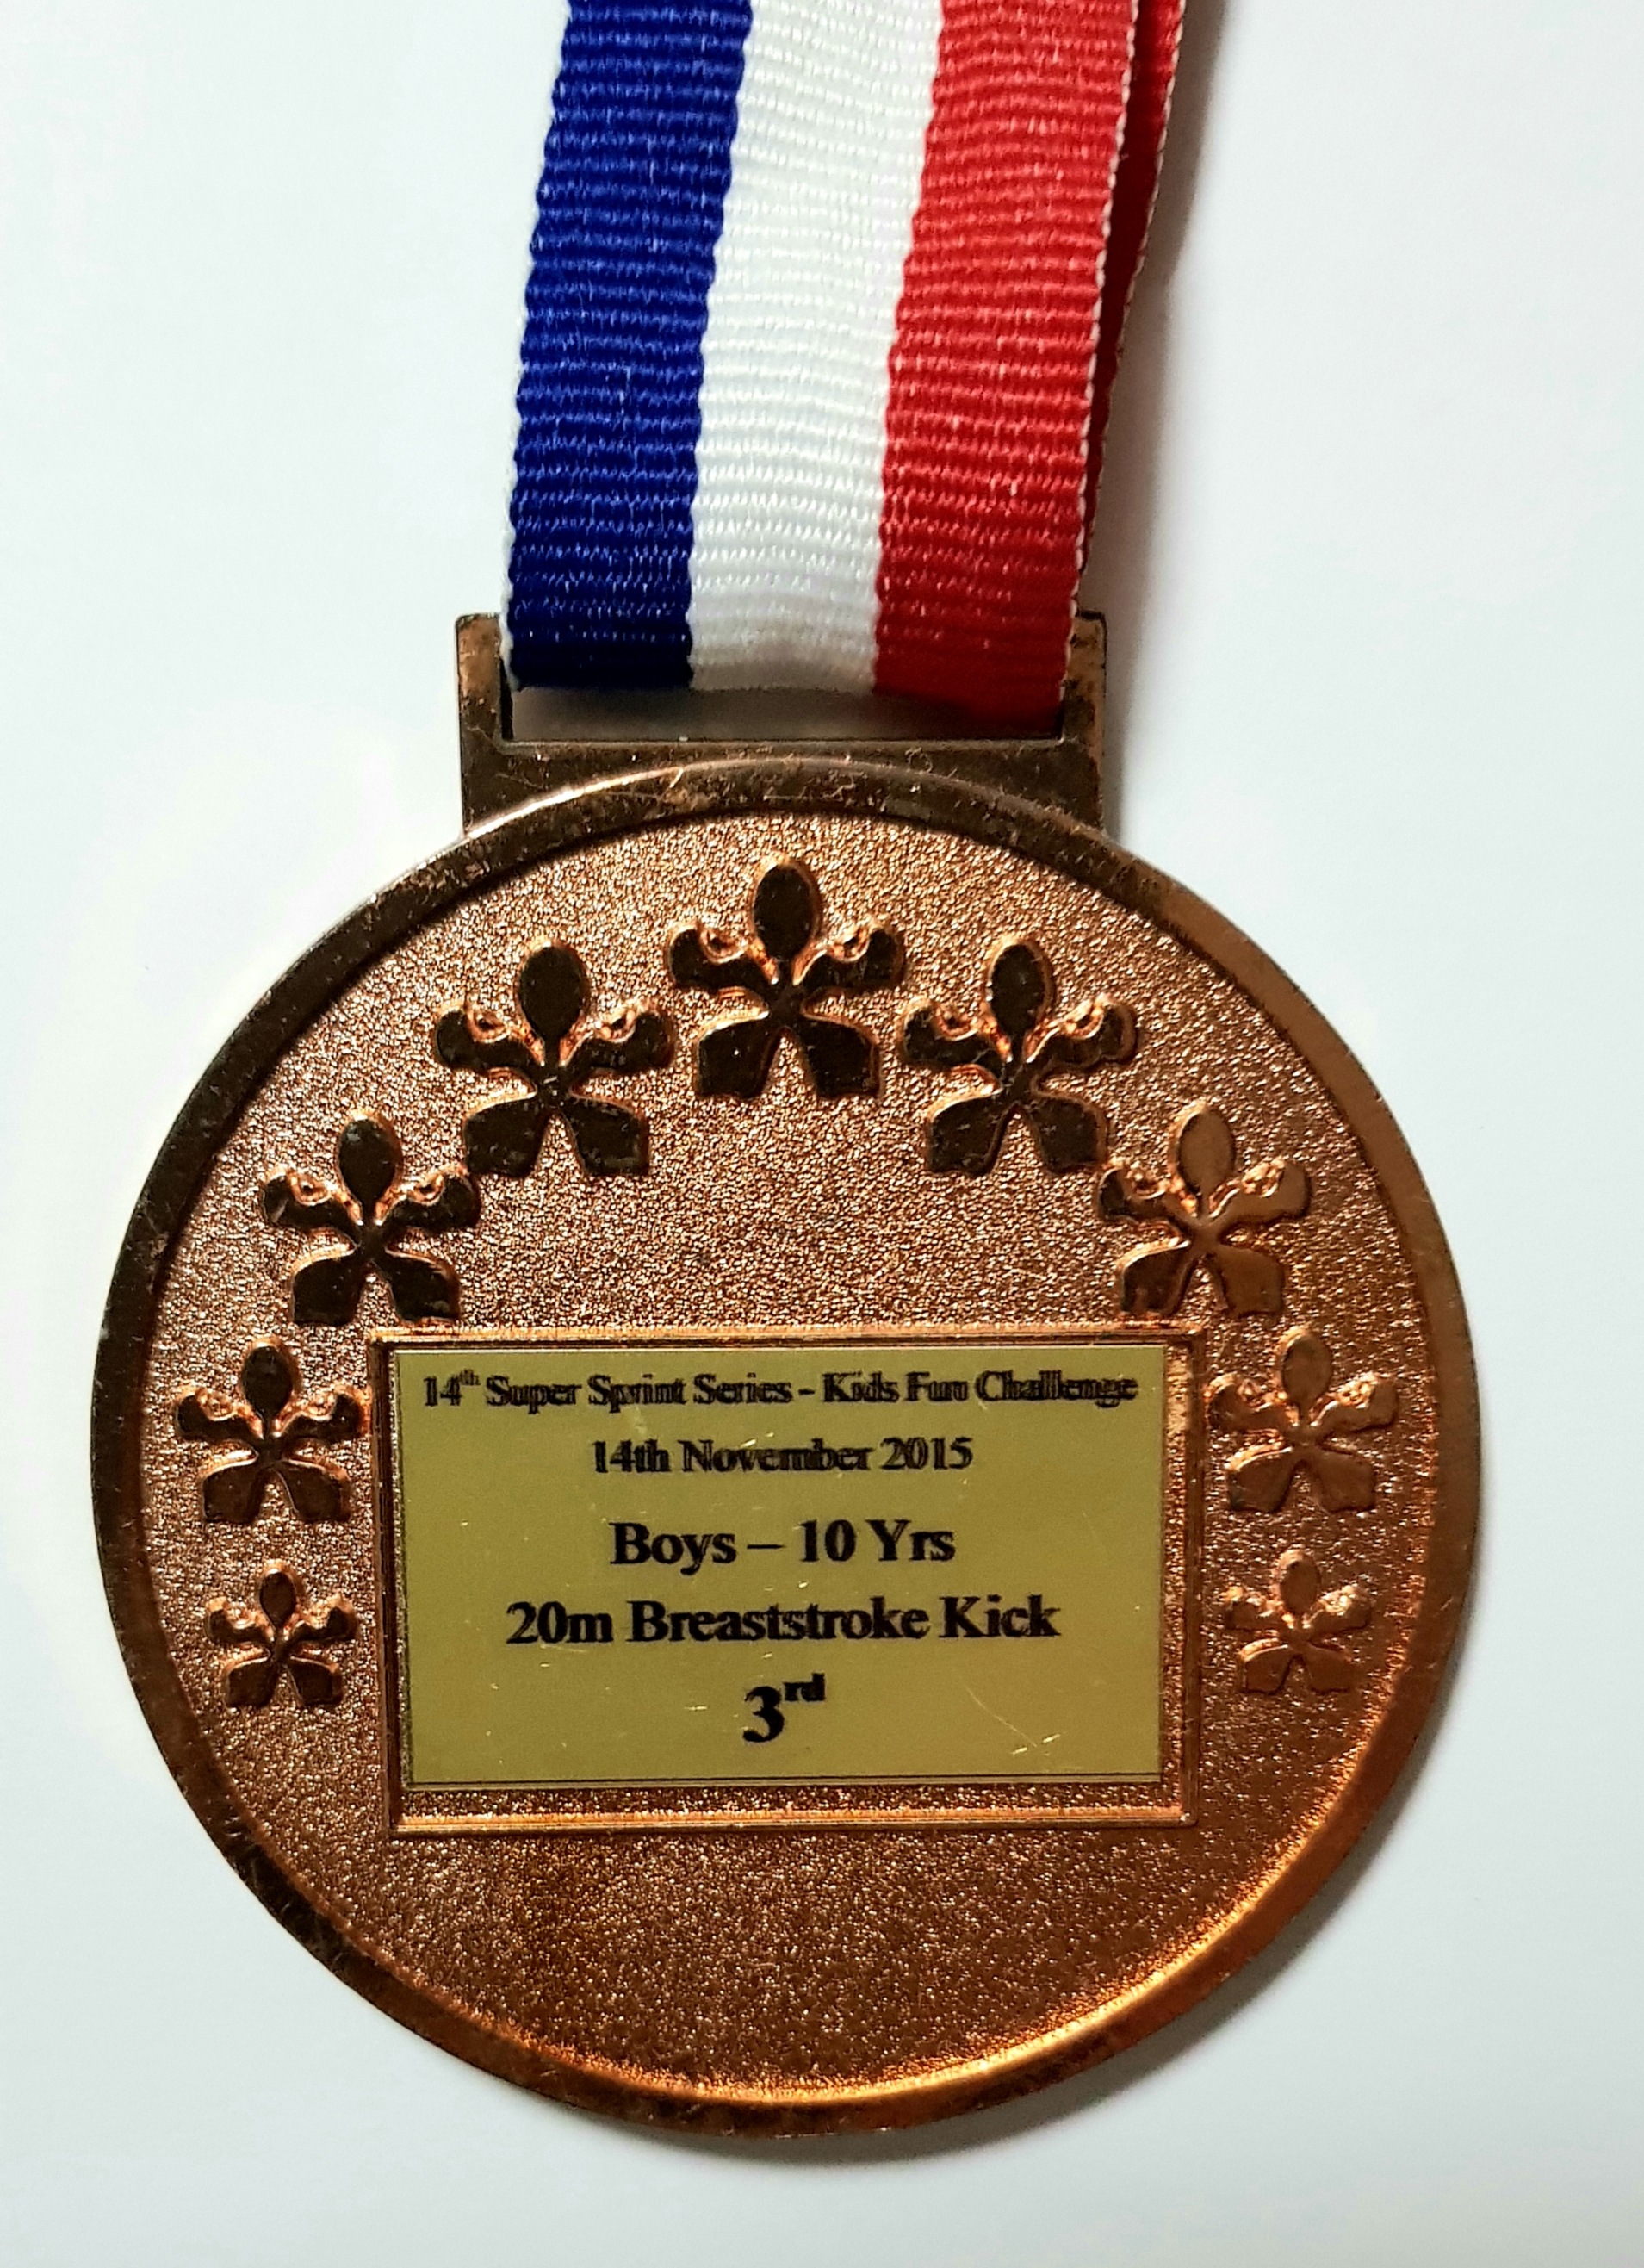 14th Super Sprint Series - Kids Fun Challenge
14th November 2015
Boys – 10 Yrs
20m Breaststroke Kick
3rd